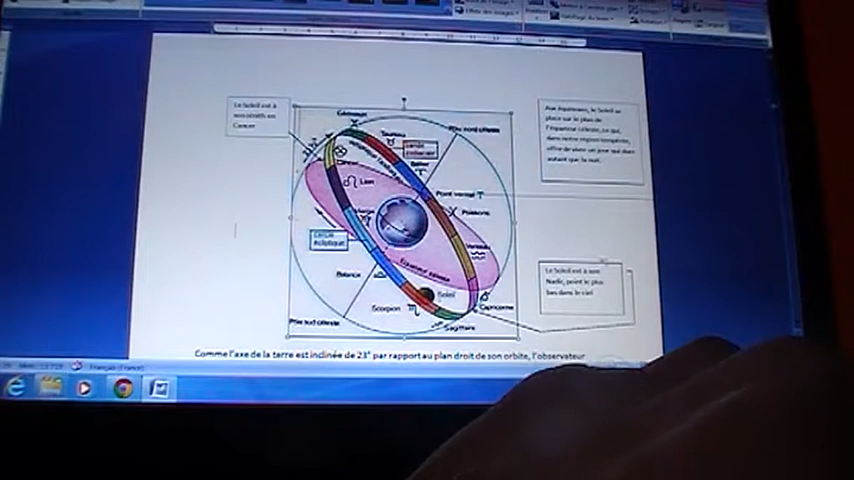 Le Soleil est à
son zénith en
Cancer
Aux équinoxes, le Soleil se
place sur le plan de
l'équateur céleste, ce qui,
dans notre région tempérée,
offre de vivre un jour qui dure
autant que la nuit.
Gémeaux
Taureau
Pôle nord céleste
cercle
Bélier
Cancer
Lion
Point vernal
Poissons
cercle
écliptique
Verseau
Balance
Equateur céleste
Soleil
Capricorne
Scorpion
Sagittaire
Pôle sud céleste
Le Soleil est à son
Nadir, point le plus
bas dans le ciel
Comme l'axe de la terre est inclinée de 23° par rapport au plan droit de son orbite, l'observateur
Français (France)